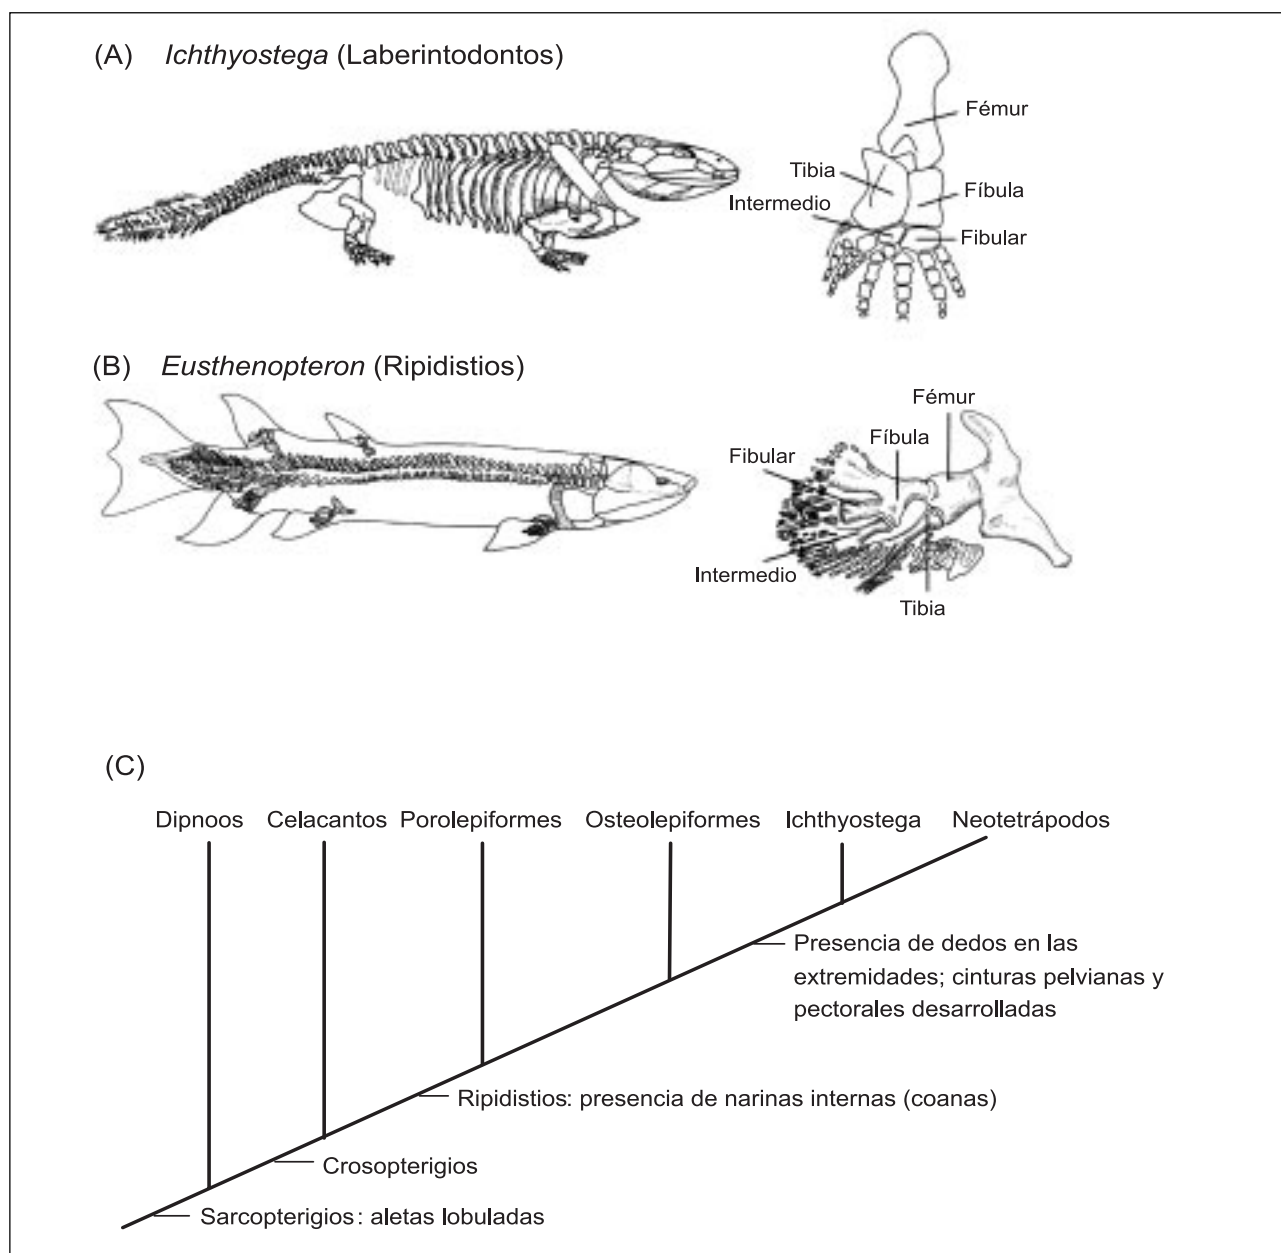 (A) Ichthyostega (Laberintodontos)
Fémur
Tibia
Fíbula
Intermedio
Fibular
(B) Eusthenopteron (Ripidistios)
Fémur
Fíbula
Fibular
Intermedio
Tibia
(C)
Dipnoos Celacantos Porolepiformes Osteolepiformes Ichthyostega Neotetrápodos
Presencia de dedos en las
extremidades; cinturas pelvianas y
pectorales desarrolladas
Ripidistios: presencia de narinas internas (coanas)
Crosopterigios
Sarcopterigios: aletas lobuladas